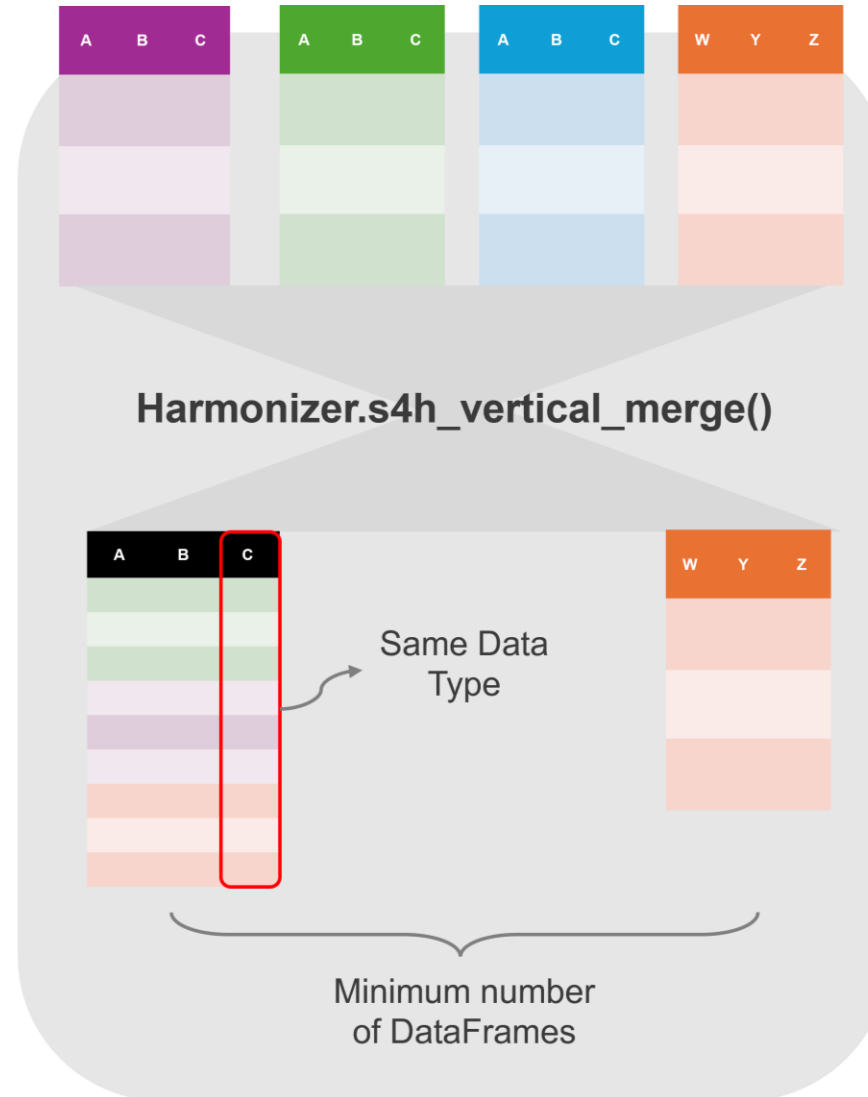 A B C
A B C
A B C
W Y Z
Harmonizer.s4h_vertical_merge()
A B C
W Y Z
Same Data
Type
Minimum number
of DataFrames